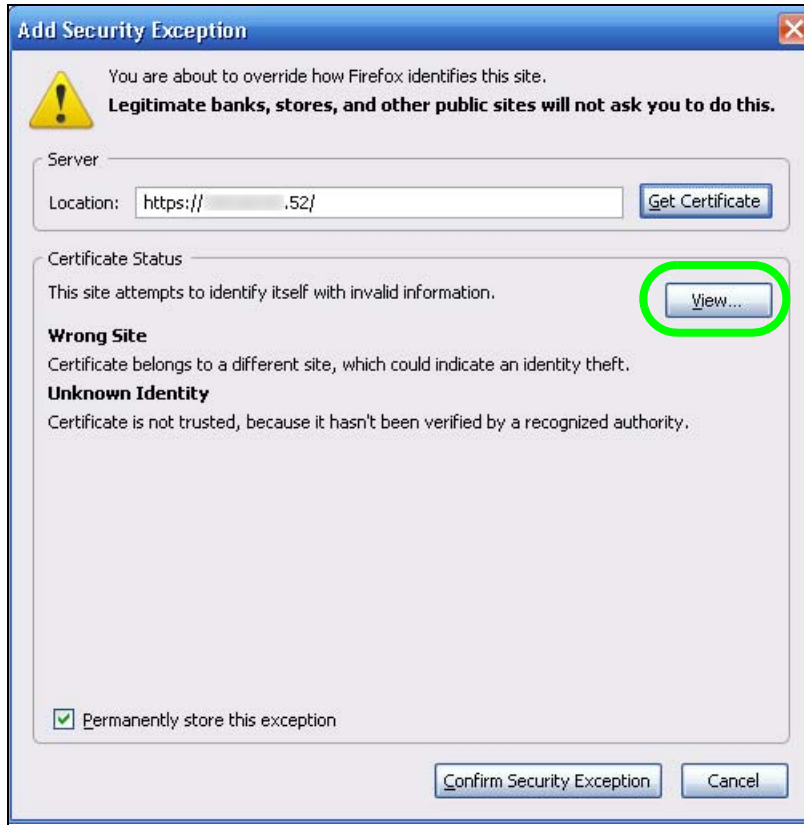 Add Security Exception
You are about to override how Firefox identifies this site.
Legitimate banks, stores, and other public sites will not ask you to do this.
Server
Location: https:// .52/ Get Certificate
Certificate Status
This site attempts to identify itself with invalid information.
View...
Wrong Site
Certificate belongs to a different site, which could indicate an identity theft.
Unknown Identity
Certificate is not trusted, because it hasn't been verified by a recognized authority.
Permanently store this exception
Confirm Security Exception Cancel